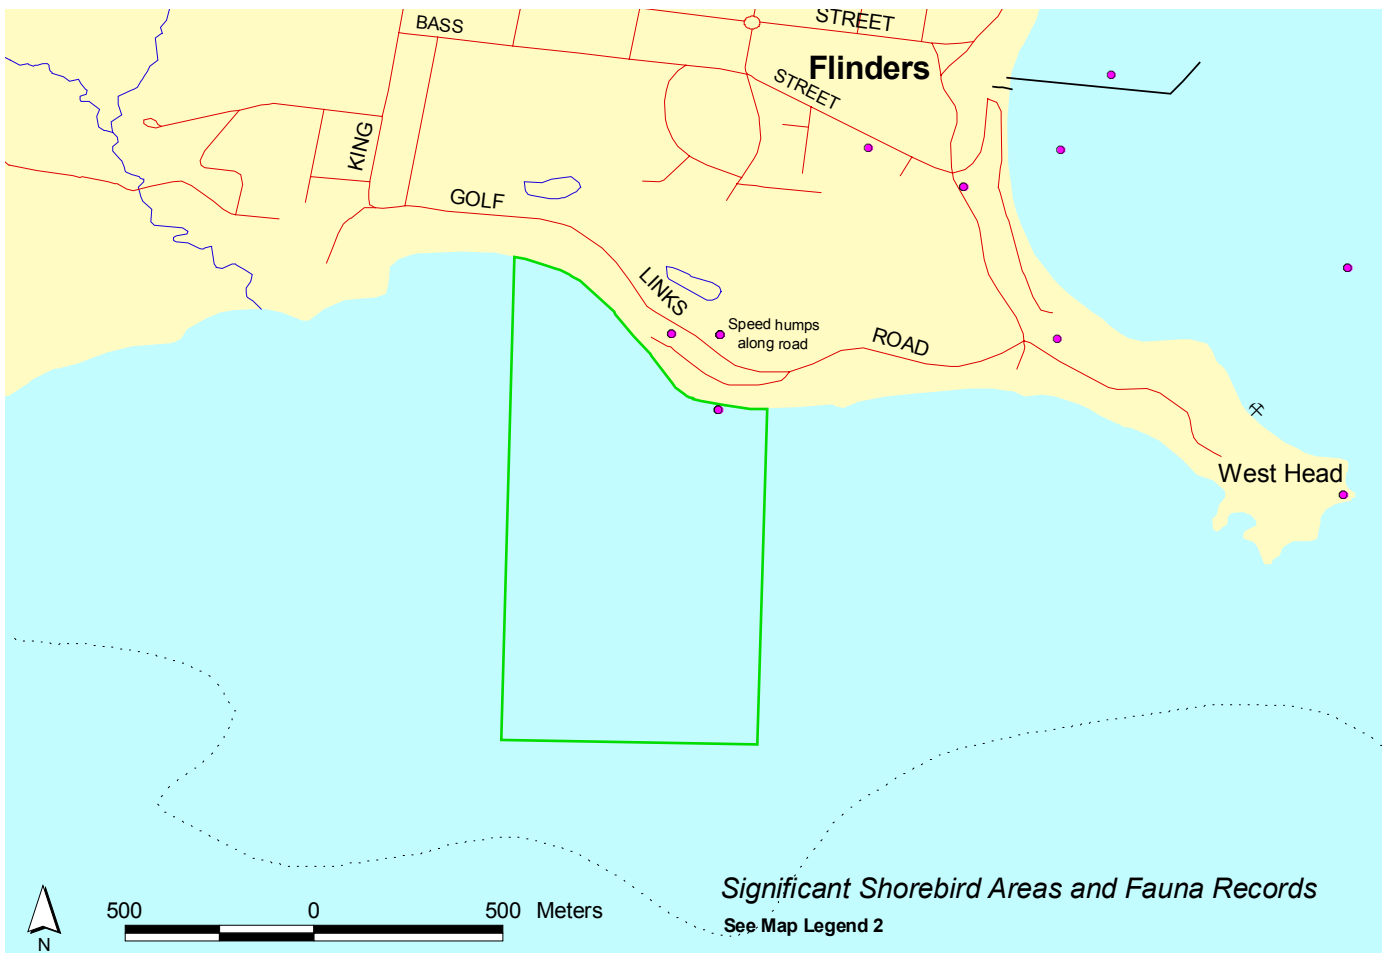 BASS
STREET
Flinders
STREET
KING
GOLF
LINKS
Speed humps
along road
ROAD
West Head
Significant Shorebird Areas and Fauna Records
500 0 500 Meters
See Map Legend 2
N